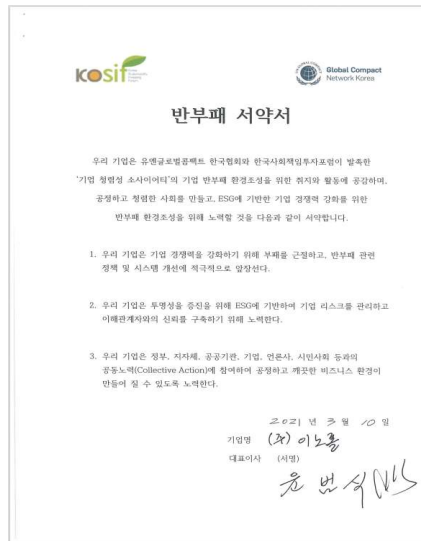 KOSIF
Global Compact
Network Korea
반부패 서약서
우리 기업은 유엔글로벌콤팩트 한국협회와 한국사회책임투자포럼이 발족한
'기업 청렴성 소사이어티'의 기업 반부패 환경조성을 위한 취지와 활동에 공감하며,
공정하고 청렴한 사회를 만들고, ESG에 기반한 기업 경쟁력 강화를 위한
반부패 환경조성을 위해 노력할 것을 다음과 같이 서약합니다.
1. 우리 기업은 기업 경쟁력을 강화하기 위해 부패를 근절하고, 반부패 관련
정책 및 시스템 개선에 적극적으로 앞장선다.
2. 우리 기업은 투명성을 증진을 위해 ESG에 기반하여 기업 리스크를 관리하고
이해관계자와의 신뢰를 구축하기 위해 노력한다.
3. 우리 기업은 정부, 지자체, 공공기관, 기업, 언론사, 시민사회 등과의
공동노력(Collective Action)에 참여하여 공정하고 깨끗한 비즈니스 환경이
만들어 질 수 있도록 노력한다.
2021 년 3 월 10 일
기업명 (주) 이노홀
대표이사 (서명)
윤범식